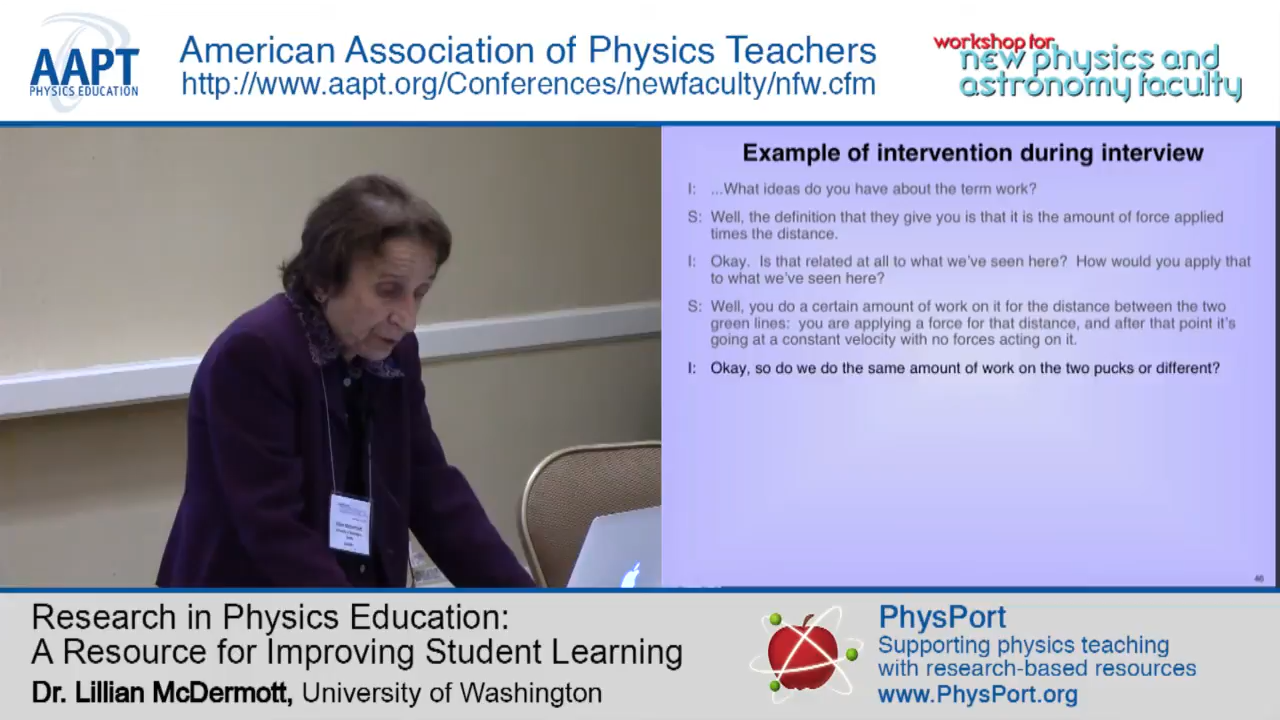 AAPT
PHYSICS EDUCATION
American Association of Physics Teachers
http://www.aapt.org/Conferences/newfaculty/nfw.cfm
workshop for
new physics and
astronomy faculty
Example of intervention during interview
I: ...What ideas do you have about the term work?
S: Well, the definition that they give you is that it is the amount of force applied
times the distance.
I: Okay. Is that related at all to what we've seen here? How would you apply that
to what we've seen here?
S: Well, you do a certain amount of work on it for the distance between the two
green lines: you are applying a force for that distance, and after that point it's
going at a constant velocity with no forces acting on it.
I: Okay, so do we do the same amount of work on the two pucks or different?
46
Research in Physics Education:
A Resource for Improving Student Learning
Dr. Lillian McDermott, University of Washington
PhysPort
Supporting physics teaching
with research-based resources
www.PhysPort.org